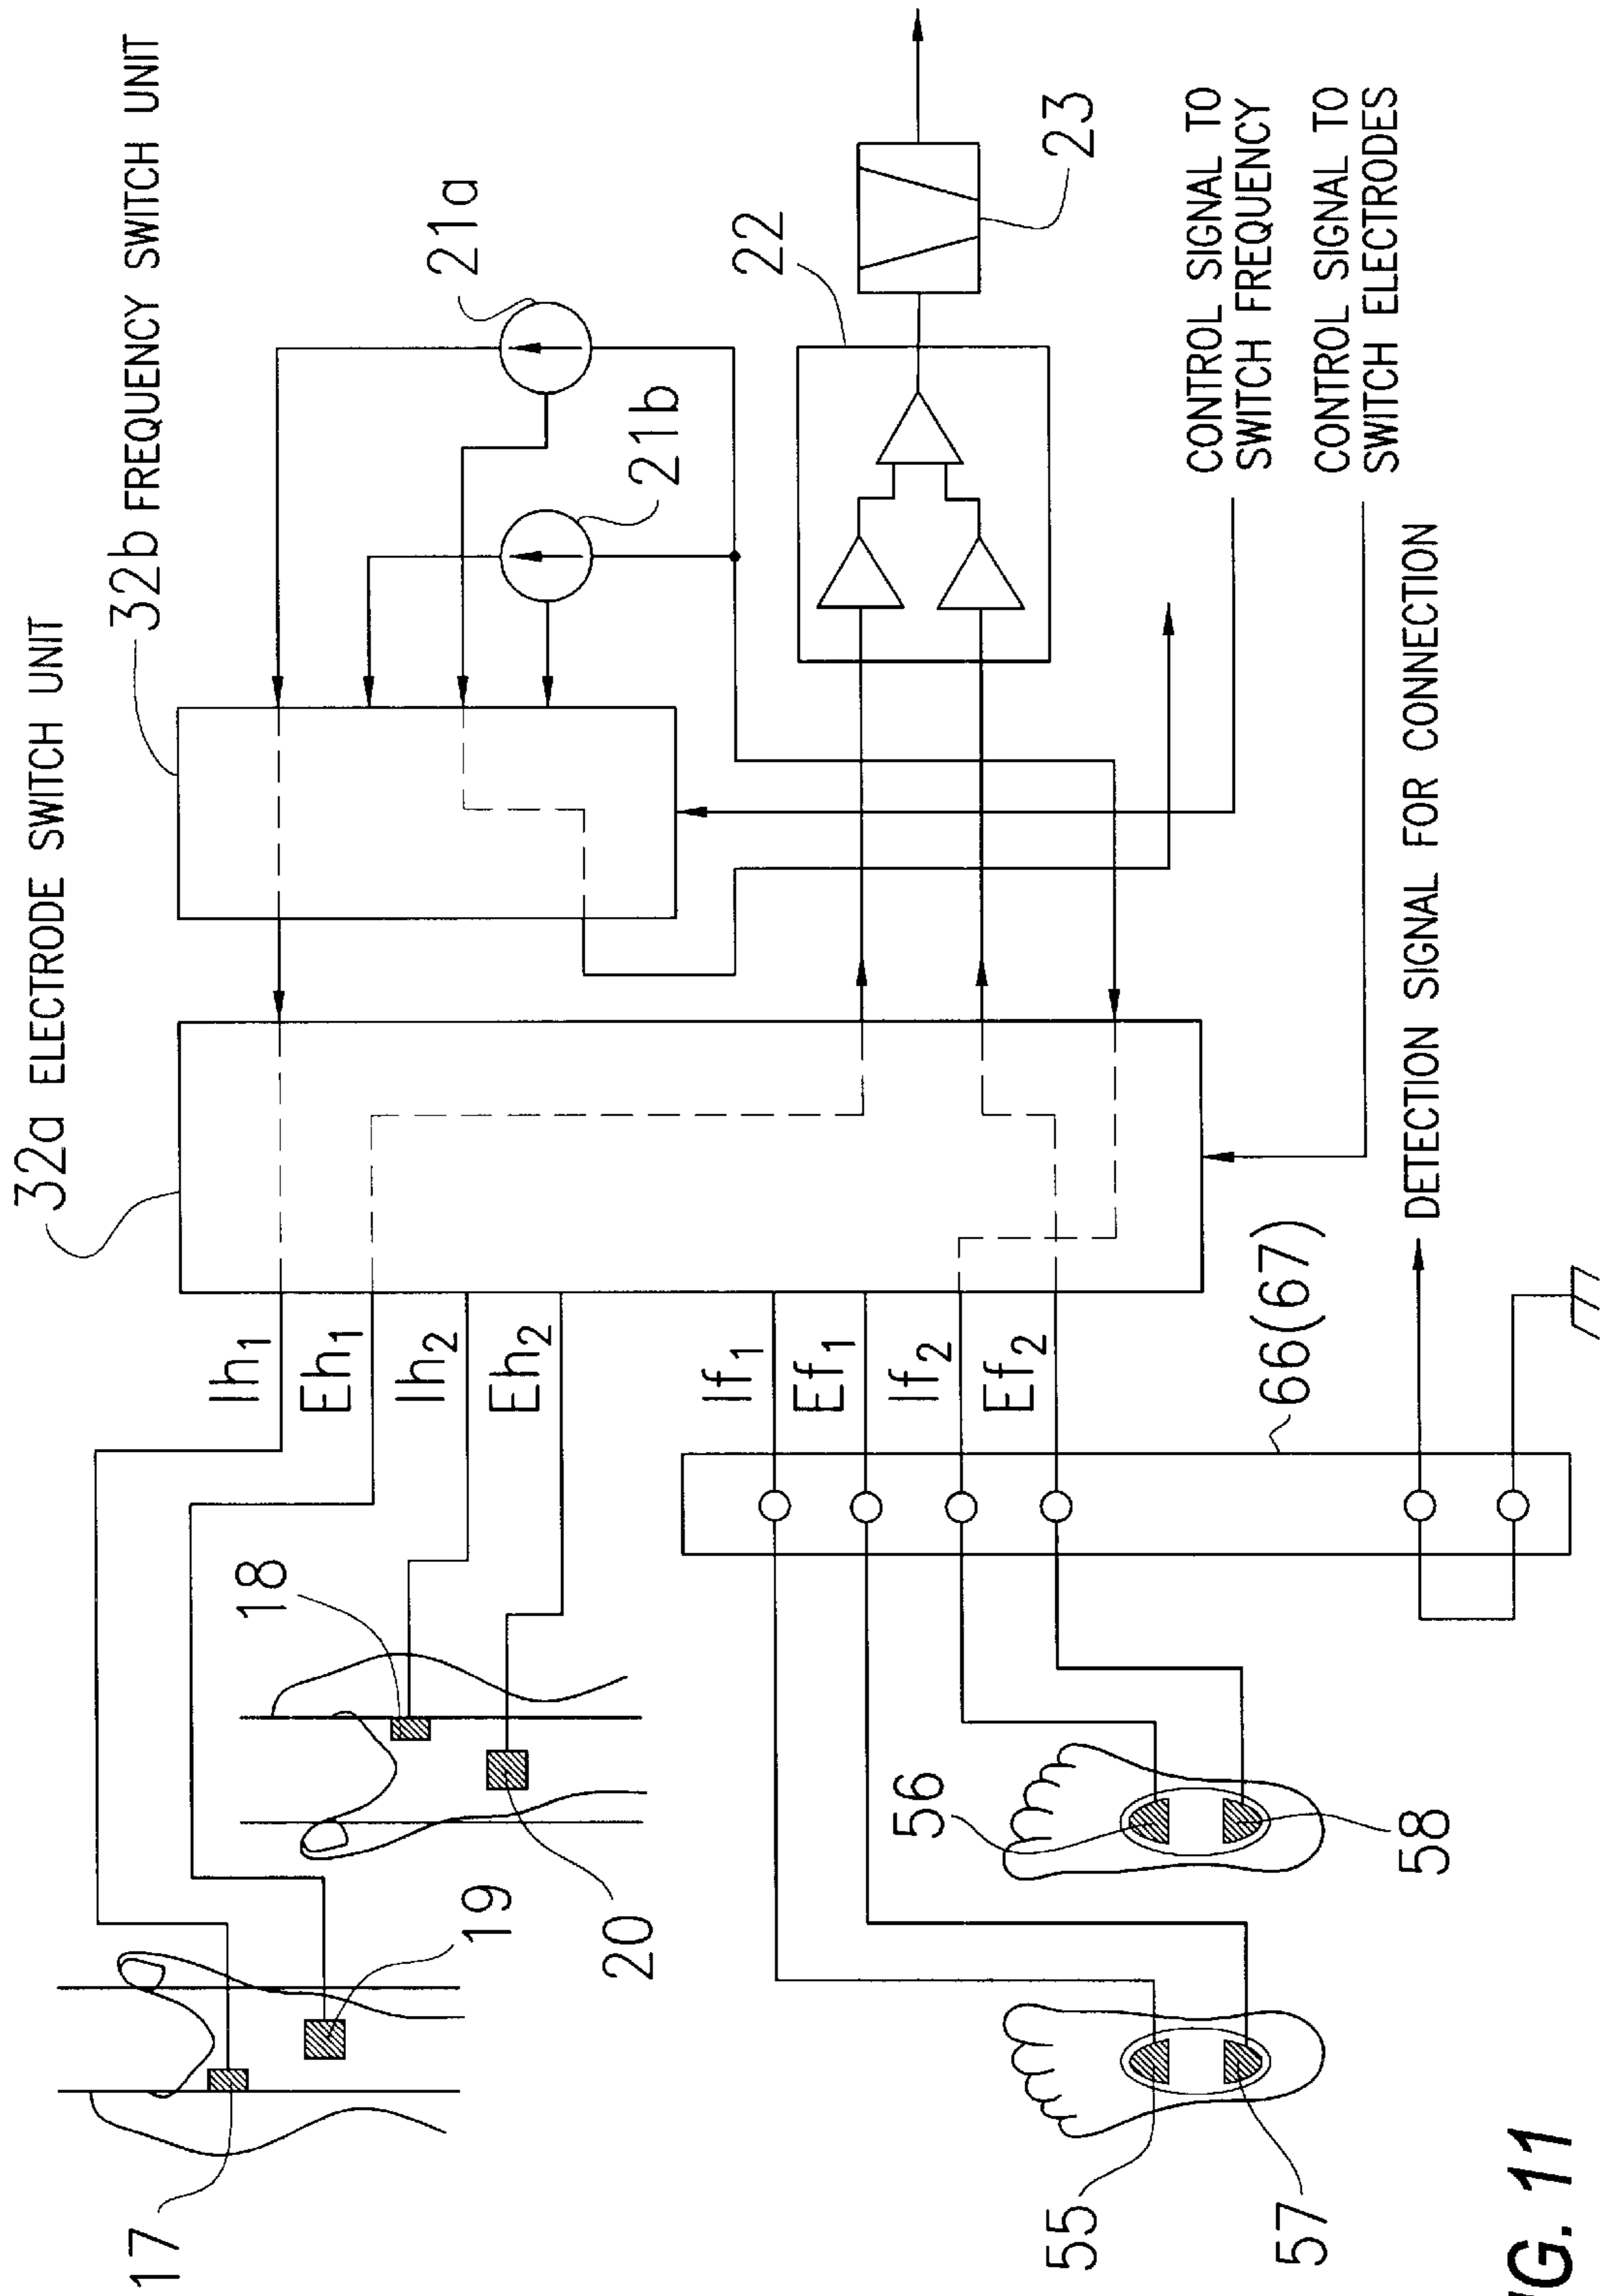 32a ELECTRODE SWITCH UNIT
32b FREQUENCY SWITCH UNIT
21a
21b
22
23
CONTROL SIGNAL TO
SWITCH FREQUENCY
CONTROL SIGNAL TO
SWITCH ELECTRODES
DETECTION SIGNAL FOR CONNECTION
Ih1
Eh1
Ih2
Eh2
If1
Ef1
If2
Ef2
66(67)
17
19
18
20
55
57
56
58
IG. 11